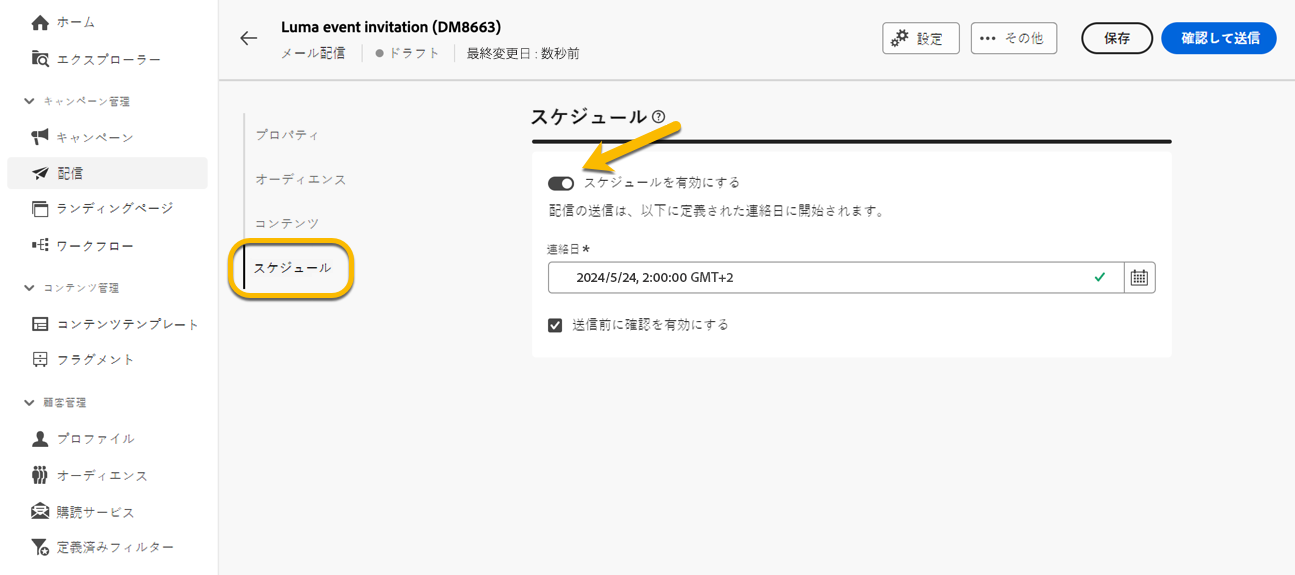 ホーム
エクスプローラー
キャンペーン管理
キャンペーン
配信
ランディングページ
ワークフロー
コンテンツ管理
コンテンツテンプレート
フラグメント
顧客管理
プロファイル
オーディエンス
購読サービス
定義済みフィルター
Luma event invitation (DM8663)
メール配信 ドラフト 最終変更日 : 数秒前
設定 その他 保存 確認して送信
プロパティ
オーディエンス
コンテンツ
スケジュール
スケジュール
スケジュールを有効にする
配信の送信は、以下に定義された連絡日に開始されます。
連絡日*
2024/5/24, 2:00:00 GMT+2
送信前に確認を有効にする